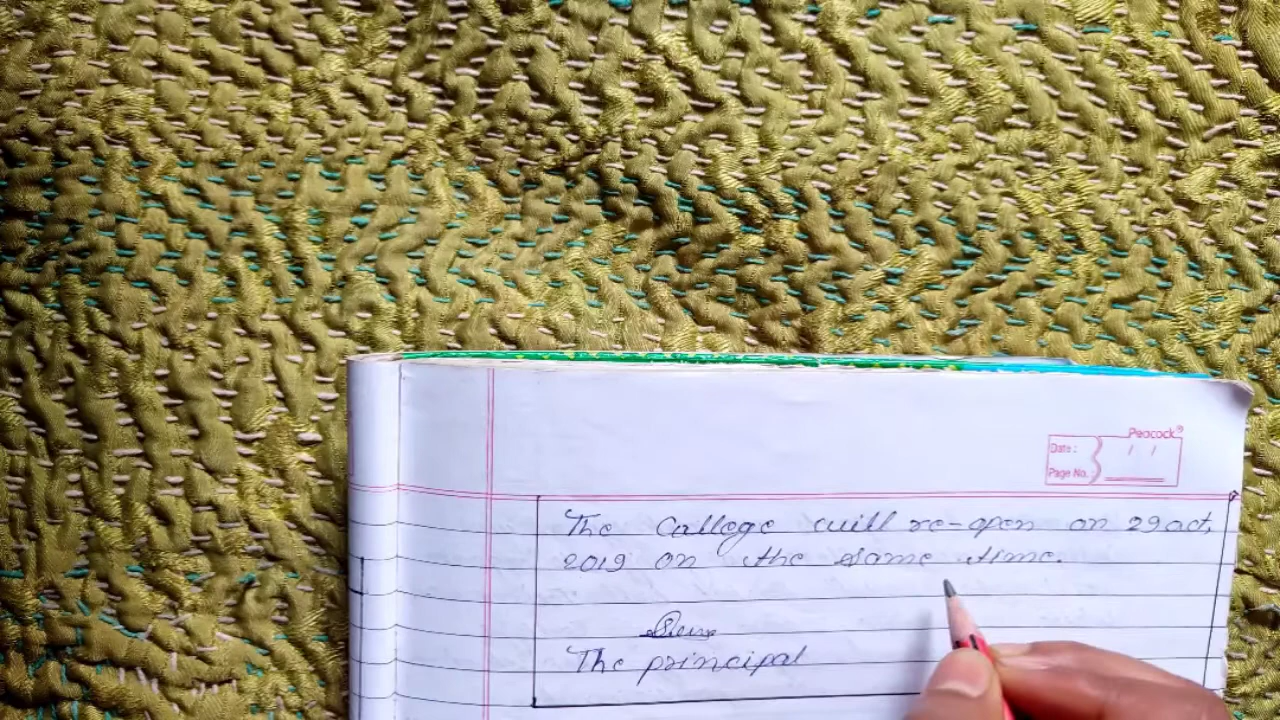 Peacock®
Date : / /
Page No.
The College will re-open on 29 oct,
2019 on the same time.
The principal